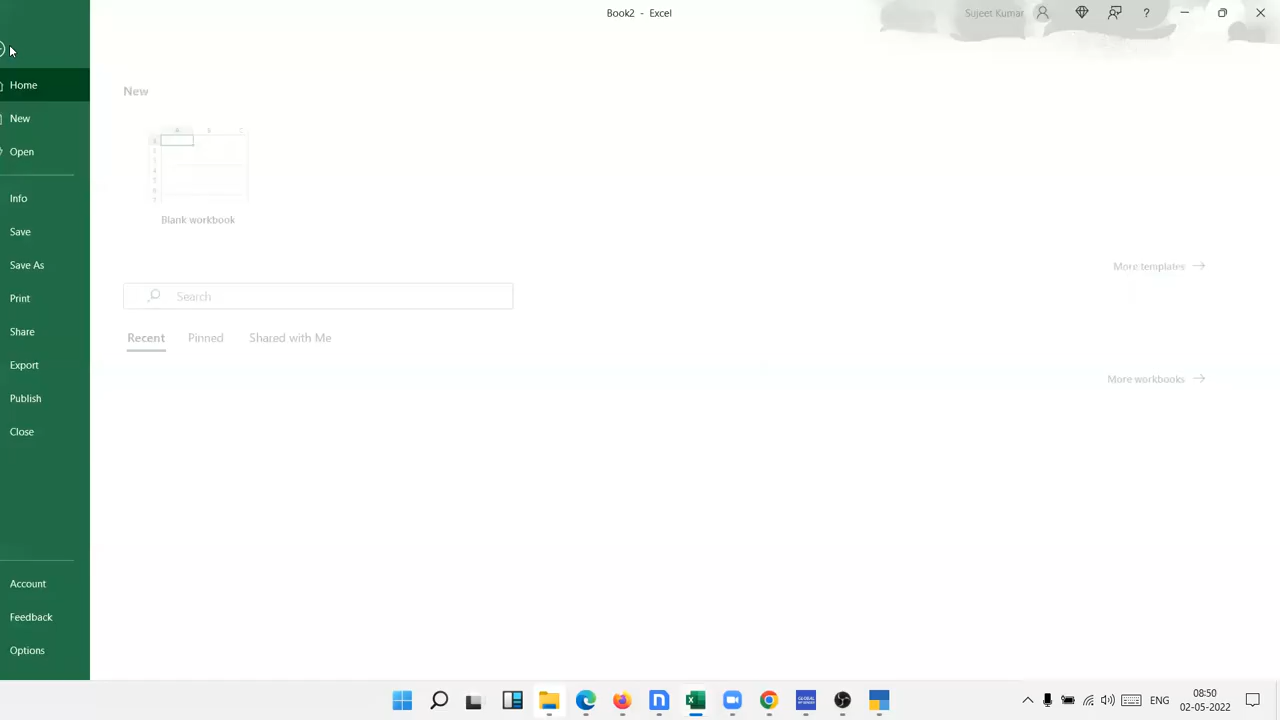 Book2 - Excel
Sujeet Kumar
?
Home
New
Open
Info
Save
Save As
Print
Share
Export
Publish
Close
Account
Feedback
Options
New
Blank workbook
More templates
Search
Recent Pinned Shared with Me
More workbooks
ENG
08:50
02-05-2022